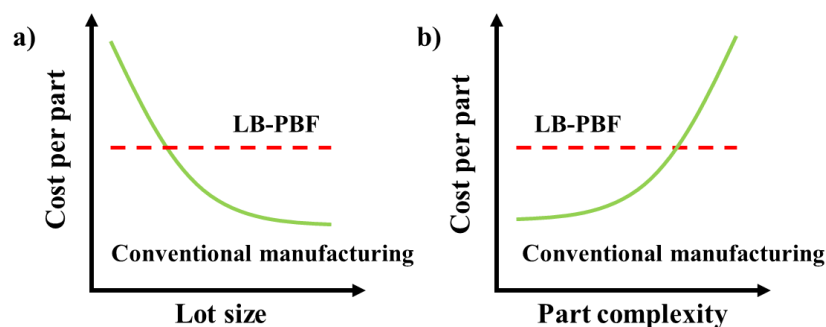 a)
Cost per part
LB-PBF
Conventional manufacturing
Lot size
b)
Cost per part
LB-PBF
Conventional manufacturing
Part complexity